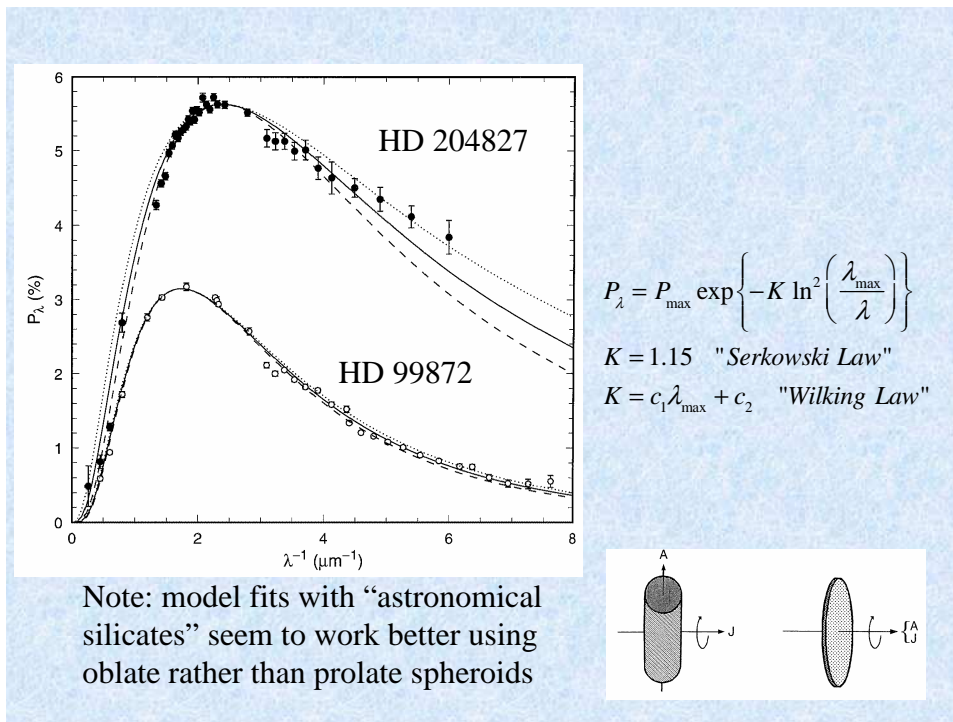 6
5
4
3
2
1
0
P_λ (%)
HD 204827
HD 99872
0 2 4 6 8
λ⁻¹ (μm⁻¹)
P_λ = P_max exp{−K ln²(λ_max/λ)}
K = 1.15 "Serkowski Law"
K = c₁λ_max + c₂ "Wilking Law"
Note: model fits with “astronomical
silicates” seem to work better using
oblate rather than prolate spheroids
A
J
{A
J